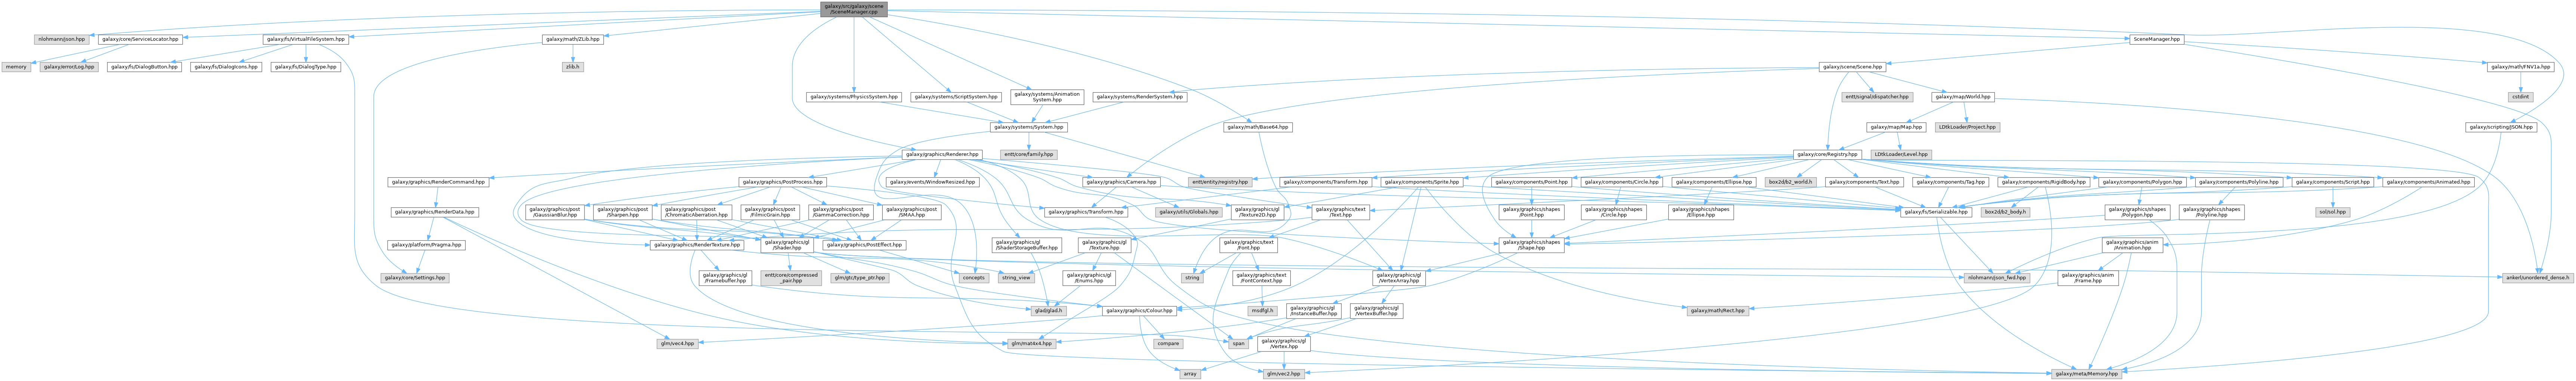 galaxy/src/galaxy/scene
/SceneManager.cpp
nlohmann/json.hpp
galaxy/core/ServiceLocator.hpp
galaxy/fs/VirtualFileSystem.hpp
galaxy/math/ZLib.hpp
SceneManager.hpp
memory
galaxy/error/Log.hpp
galaxy/fs/DialogButton.hpp
galaxy/fs/DialogIcons.hpp
galaxy/fs/DialogType.hpp
zlib.h
galaxy/scene/Scene.hpp
galaxy/math/FNV1a.hpp
galaxy/systems/PhysicsSystem.hpp
galaxy/systems/ScriptSystem.hpp
galaxy/systems/Animation
System.hpp
galaxy/systems/RenderSystem.hpp
entt/signal/dispatcher.hpp
galaxy/map/World.hpp
cstdint
galaxy/systems/System.hpp
galaxy/math/Base64.hpp
galaxy/map/Map.hpp
LDtkLoader/Project.hpp
galaxy/scripting/JSON.hpp
galaxy/graphics/Renderer.hpp
entt/core/family.hpp
galaxy/core/Registry.hpp
LDtkLoader/Level.hpp
galaxy/graphics/RenderCommand.hpp
galaxy/graphics/PostProcess.hpp
galaxy/events/WindowResized.hpp
galaxy/graphics/Camera.hpp
entt/entity/registry.hpp
galaxy/components/Transform.hpp
galaxy/components/Sprite.hpp
galaxy/components/Point.hpp
galaxy/components/Circle.hpp
galaxy/components/Ellipse.hpp
box2d/b2_world.h
galaxy/components/Text.hpp
galaxy/components/Tag.hpp
galaxy/components/RigidBody.hpp
galaxy/components/Polygon.hpp
galaxy/components/Polyline.hpp
galaxy/components/Script.hpp
galaxy/components/Animated.hpp
galaxy/graphics/RenderData.hpp
galaxy/graphics/post
/GaussianBlur.hpp
galaxy/graphics/post
/Sharpen.hpp
galaxy/graphics/post
/ChromaticAberration.hpp
galaxy/graphics/post
/FilmicGrain.hpp
galaxy/graphics/post
/GammaCorrection.hpp
galaxy/graphics/post
/SMAA.hpp
galaxy/graphics/Transform.hpp
galaxy/utils/Globals.hpp
galaxy/graphics/gl
/Texture2D.hpp
galaxy/graphics/text
/Text.hpp
galaxy/graphics/shapes
/Point.hpp
galaxy/graphics/shapes
/Circle.hpp
galaxy/graphics/shapes
/Ellipse.hpp
galaxy/fs/Serializable.hpp
box2d/b2_body.h
galaxy/graphics/shapes
/Polygon.hpp
galaxy/graphics/shapes
/Polyline.hpp
sol/sol.hpp
galaxy/platform/Pragma.hpp
galaxy/graphics/RenderTexture.hpp
galaxy/graphics/gl
/Shader.hpp
galaxy/graphics/PostEffect.hpp
galaxy/graphics/gl
/ShaderStorageBuffer.hpp
galaxy/graphics/gl
/Texture.hpp
galaxy/graphics/text
/Font.hpp
galaxy/graphics/shapes
/Shape.hpp
galaxy/graphics/anim
/Animation.hpp
galaxy/core/Settings.hpp
galaxy/graphics/gl
/Framebuffer.hpp
entt/core/compressed
_pair.hpp
glm/gtc/type_ptr.hpp
concepts
string_view
galaxy/graphics/gl
/Enums.hpp
string
galaxy/graphics/text
/FontContext.hpp
galaxy/graphics/gl
/VertexArray.hpp
nlohmann/json_fwd.hpp
galaxy/graphics/anim
/Frame.hpp
ankerl/unordered_dense.h
glad/glad.h
galaxy/graphics/Colour.hpp
msdfgl.h
galaxy/graphics/gl
/InstanceBuffer.hpp
galaxy/graphics/gl
/VertexBuffer.hpp
galaxy/math/Rect.hpp
glm/vec4.hpp
glm/mat4x4.hpp
compare
span
galaxy/graphics/gl
/Vertex.hpp
array
glm/vec2.hpp
galaxy/meta/Memory.hpp